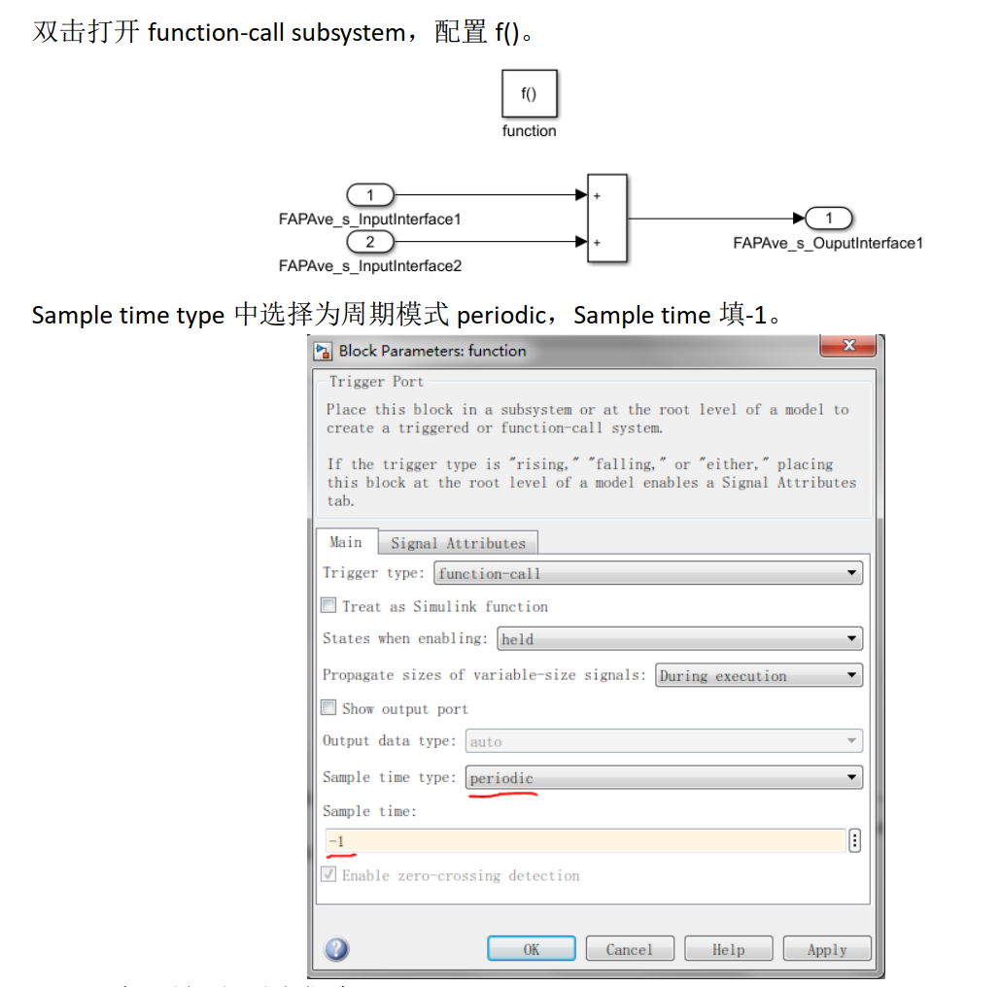 双击打开 function-call subsystem，配置 f()。
f()
function
1
+
FAPAve_s_InputInterface1
1
2
+
FAPAve_s_OuputInterface1
FAPAve_s_InputInterface2
Sample time type 中选择为周期模式 periodic，Sample time 填-1。
Block Parameters: function
Trigger Port
Place this block in a subsystem or at the root level of a model to
create a triggered or function-call system.
If the trigger type is "rising," "falling," or "either," placing
this block at the root level of a model enables a Signal Attributes
tab.
Main
Signal Attributes
Trigger type: function-call
Treat as Simulink function
States when enabling: held
Propagate sizes of variable-size signals: During execution
Show output port
Output data type: auto
Sample time type: periodic
Sample time:
-1
Enable zero-crossing detection
OK Cancel Help Apply